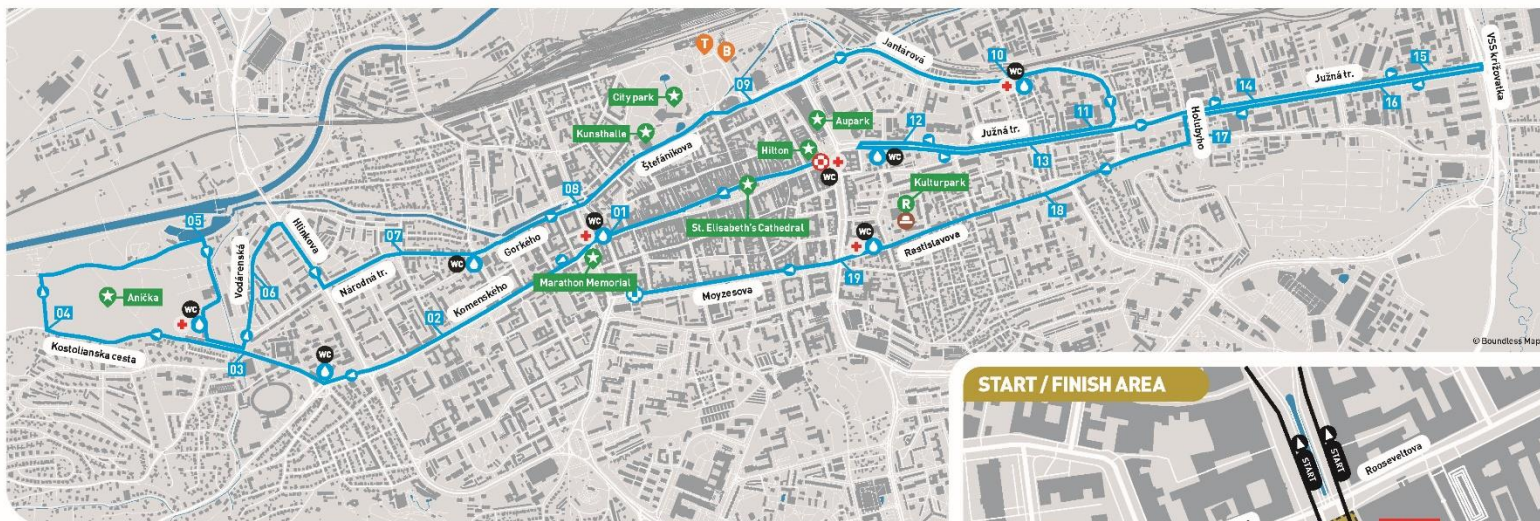 T
B
Jantárová
10
WC
VSS križovatka
15
Južná tr.
14
16
City park
09
Kunsthalle
Aupark
12
Južná tr.
11
13
Holubyho
17
Štefánikova
Hilton
WC
WC
Kulturpark
R
St. Elisabeth's Cathedral
18
05
Hlinkova
07
08
WC
01
Gorkého
WC
Vodárenská
06
Národná tr.
Marathon Memorial
WC
Rastislavova
19
Moyzesova
Anička
WC
04
Kostolianska cesta
03
WC
02
Komenského
© Boundless Map
START / FINISH AREA
START
START
Rooseveltova